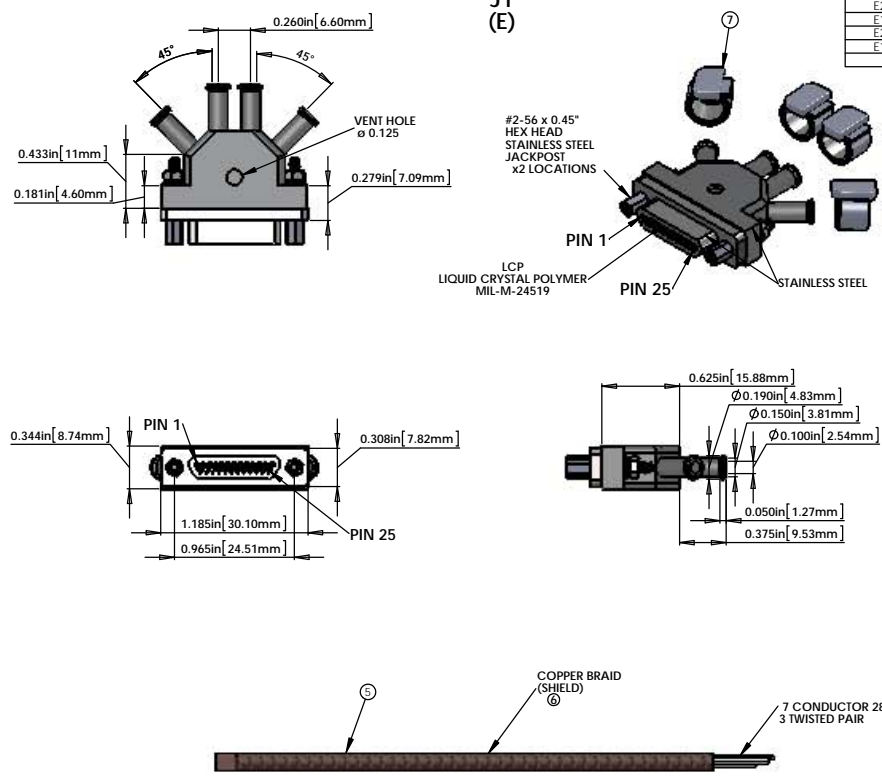 0.260in[6.60mm]
45°
45°
VENT HOLE
ø 0.125
0.433in[11mm]
0.181in[4.60mm]
0.279in[7.09mm]
(E)
7
#2-56 x 0.45"
HEX HEAD
STAINLESS STEEL
JACKPOST
x2 LOCATIONS
PIN 1
LCP
LIQUID CRYSTAL POLYMER
MIL-M-24519
PIN 25
STAINLESS STEEL
PIN 1
0.344in[8.74mm]
0.308in[7.82mm]
1.185in[30.10mm]
PIN 25
0.965in[24.51mm]
0.625in[15.88mm]
Ø0.190in[4.83mm]
Ø0.150in[3.81mm]
Ø0.100in[2.54mm]
0.050in[1.27mm]
0.375in[9.53mm]
5
COPPER BRAID
(SHIELD)
6
7 CONDUCTOR 28
3 TWISTED PAIR